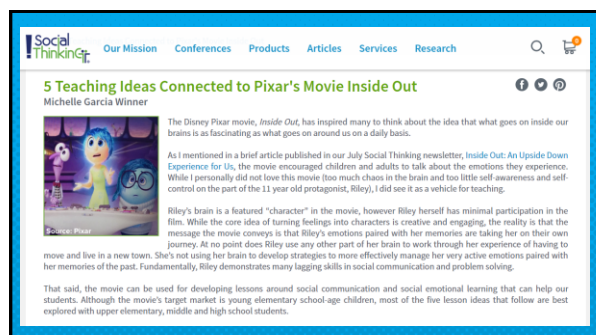 !Social
Thinking
Our Mission Conferences Products Articles Services Research 0
5 Teaching Ideas Connected to Pixar's Movie Inside Out
Michelle Garcia Winner
The Disney Pixar movie, Inside Out, has inspired many to think about the idea that what goes on inside our
brains is as fascinating as what goes on around us on a daily basis.
As I mentioned in a brief article published in our July Social Thinking newsletter, Inside Out: An Upside Down
Experience for Us, the movie encouraged children and adults to talk about the emotions they experience.
While I personally did not love this movie (too much chaos in the brain and too little self-awareness and self-
control on the part of the 11 year old protagonist, Riley), I did see it as a vehicle for teaching.
Riley's brain is a featured "character" in the movie, however Riley herself has minimal participation in the
film. While the core idea of turning feelings into characters is creative and engaging, the reality is that the
message the movie conveys is that Riley's emotions paired with her memories are taking her on their own
journey. At no point does Riley use any other part of her brain to work through her experience of having to
move and live in a new town. She's not using her brain to develop strategies to more effectively manage her very active emotions paired with
her memories of the past. Fundamentally, Riley demonstrates many lagging skills in social communication and problem solving.
Source: Pixar
That said, the movie can be used for developing lessons around social communication and social emotional learning that can help our
students. Although the movie's target market is young elementary school-age children, most of the five lesson ideas that follow are best
explored with upper elementary, middle and high school students.